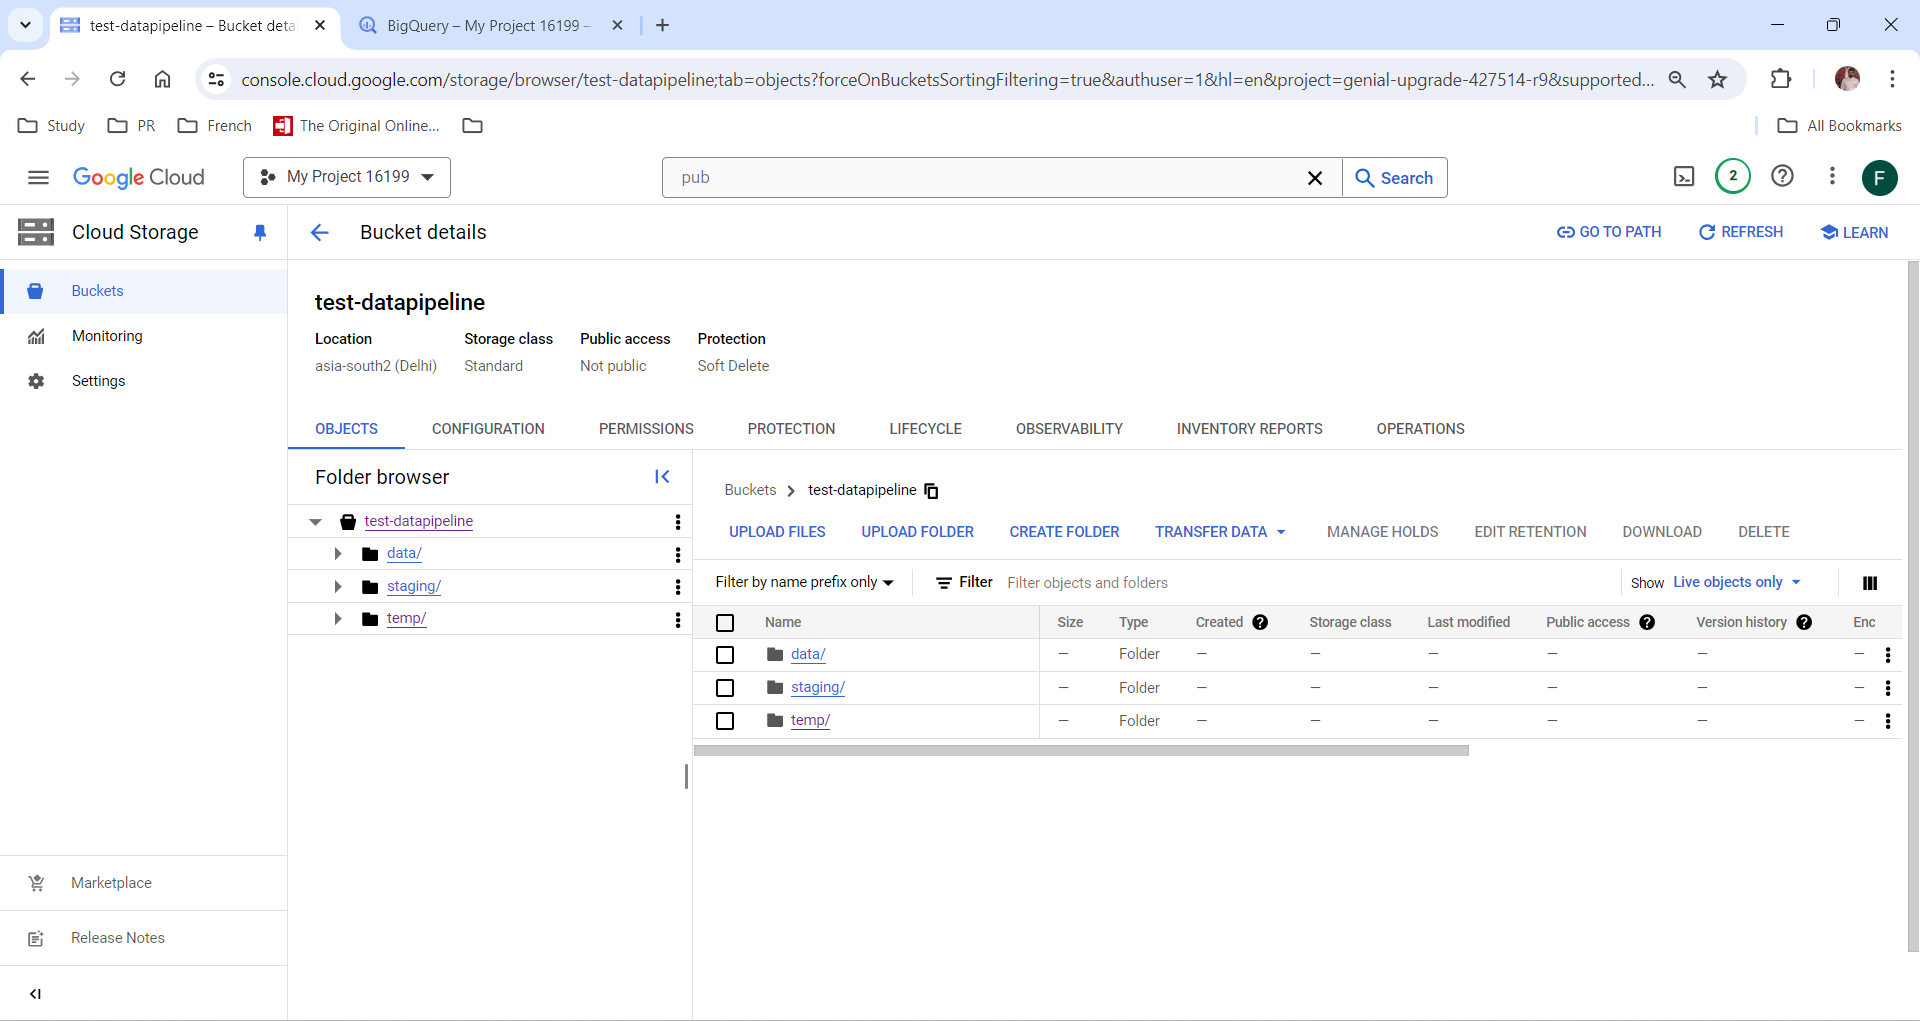 test-datapipeline – Bucket deta
BigQuery – My Project 16199 –
console.cloud.google.com/storage/browser/test-datapipeline;tab=objects?forceOnBucketsSortingFiltering=true&authuser=1&hl=en&project=genial-upgrade-427514-r9&supported...
Study
PR
French
The Original Online...
All Bookmarks
Google Cloud
My Project 16199
pub
Search
2
F
Cloud Storage
Bucket details
GO TO PATH
REFRESH
LEARN
Buckets
Monitoring
Settings
Marketplace
Release Notes
test-datapipeline
Location Storage class Public access Protection
asia-south2 (Delhi) Standard Not public Soft Delete
OBJECTS CONFIGURATION PERMISSIONS PROTECTION LIFECYCLE OBSERVABILITY INVENTORY REPORTS OPERATIONS
Folder browser
test-datapipeline
data/
staging/
temp/
Buckets > test-datapipeline
UPLOAD FILES UPLOAD FOLDER CREATE FOLDER TRANSFER DATA MANAGE HOLDS EDIT RETENTION DOWNLOAD DELETE
Filter by name prefix only Filter Filter objects and folders Show Live objects only
Name Size Type Created Storage class Last modified Public access Version history Enc
data/ — Folder — — — — — —
staging/ — Folder — — — — — —
temp/ — Folder — — — — — —